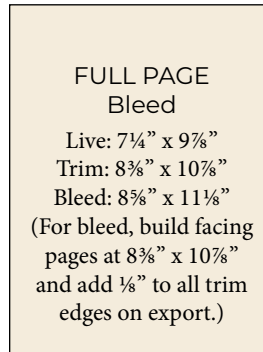 FULL PAGE
Bleed
Live: 7¼” x 9⅞”
Trim: 8⅜” x 10⅞”
Bleed: 8⅝” x 11⅛”
(For bleed, build facing
pages at 8⅜” x 10⅞”
and add ⅛” to all trim
edges on export.)